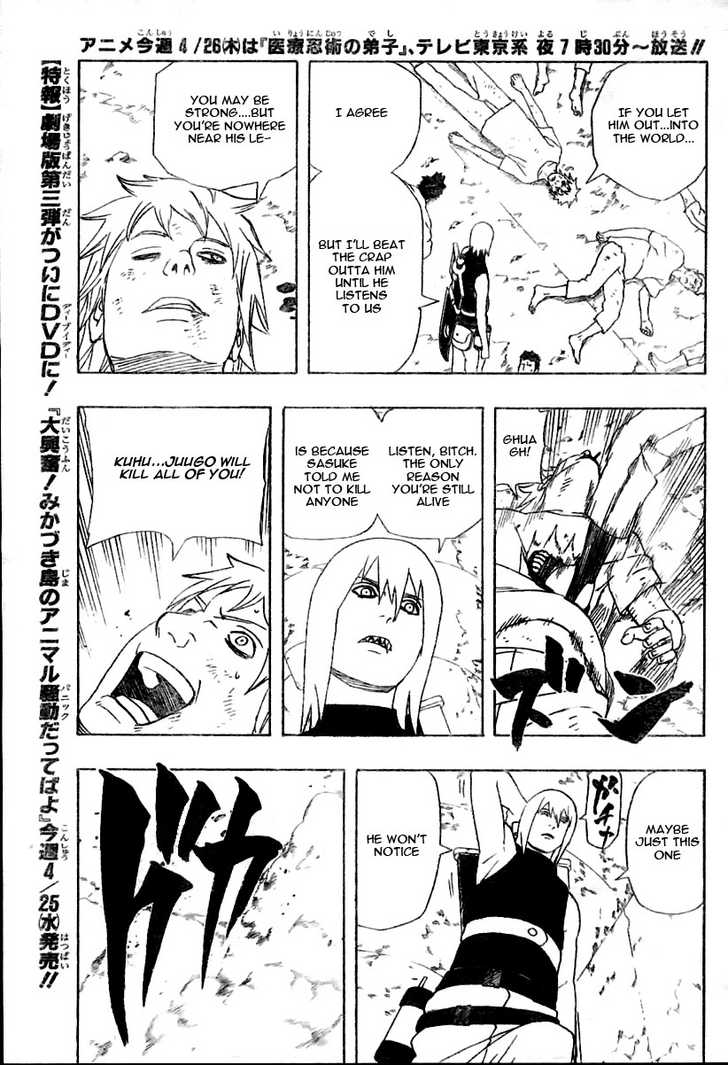 アニメ今週4/26㈭は『医療忍術の弟子』、テレビ東京系 夜7時30分～放送!!
【特報】劇場版第三弾がついにDVDに！『大興奮！みかづき島のアニマル騒動だってばよ』今週4/25㈬発売!!
IF YOU LET
HIM OUT...INTO
THE WORLD...
I AGREE
BUT I'LL BEAT
THE CRAP
OUTTA HIM
UNTIL HE
LISTENS
TO US
YOU MAY BE
STRONG....BUT
YOU'RE NOWHERE
NEAR HIS LE-
GHUA
GH!
ズン
LISTEN, BITCH.
THE ONLY
REASON
YOU'RE STILL
ALIVE
IS BECAUSE
SASUKE
TOLD ME
NOT TO KILL
ANYONE
KUHU...JUUGO WILL
KILL ALL OF YOU!
MAYBE
JUST THIS
ONE
ガチャ
HE WON'T
NOTICE
ドカ